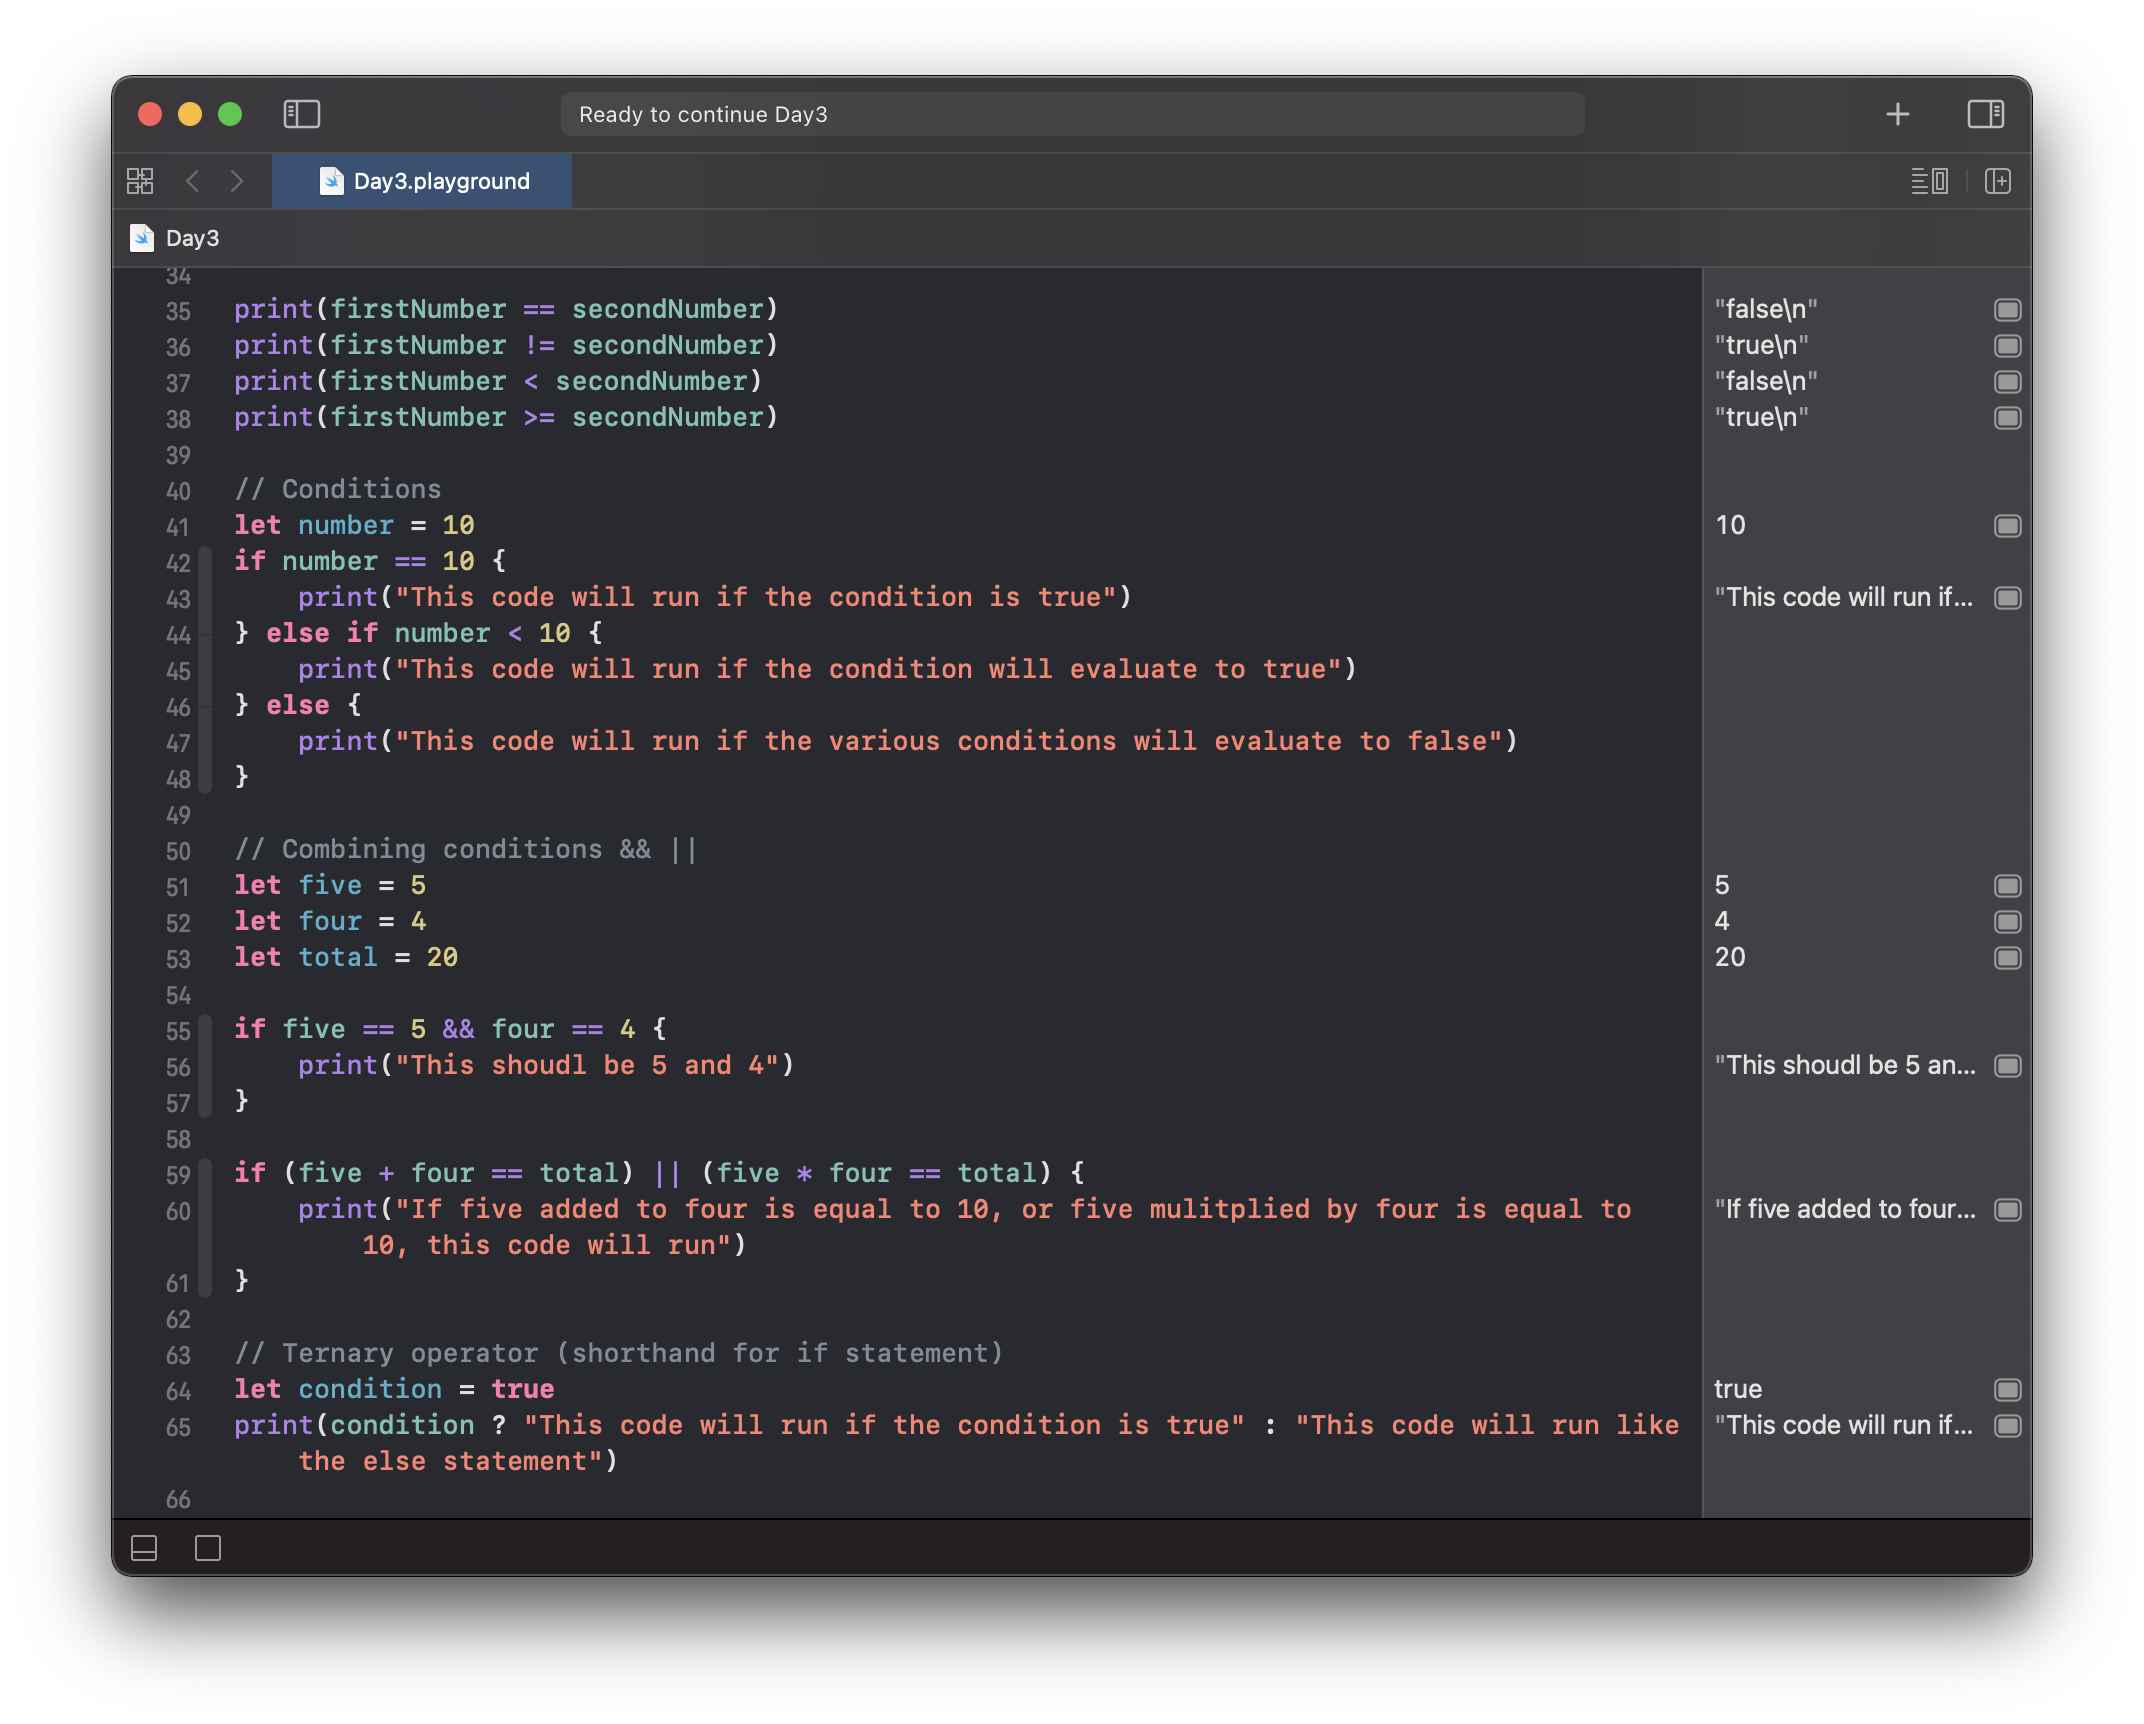 Ready to continue Day3
Day3.playground
Day3
34
35 print(firstNumber == secondNumber) "false\n"
36 print(firstNumber != secondNumber) "true\n"
37 print(firstNumber < secondNumber) "false\n"
38 print(firstNumber >= secondNumber) "true\n"
39
40 // Conditions
41 let number = 10 10
42 if number == 10 {
43 print("This code will run if the condition is true") "This code will run if...
44 } else if number < 10 {
45 print("This code will run if the condition will evaluate to true")
46 } else {
47 print("This code will run if the various conditions will evaluate to false")
48 }
49
50 // Combining conditions && ||
51 let five = 5 5
52 let four = 4 4
53 let total = 20 20
54
55 if five == 5 && four == 4 {
56 print("This shoudl be 5 and 4") "This shoudl be 5 an...
57 }
58
59 if (five + four == total) || (five * four == total) {
60 print("If five added to four is equal to 10, or five mulitplied by four is equal to "If five added to four...
10, this code will run")
61 }
62
63 // Ternary operator (shorthand for if statement)
64 let condition = true true
65 print(condition ? "This code will run if the condition is true" : "This code will run like "This code will run if...
the else statement")
66